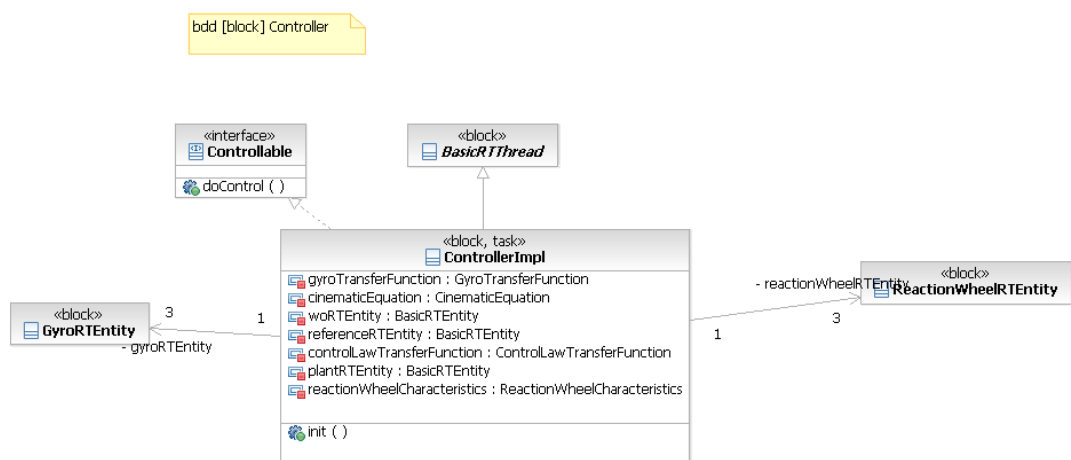 bdd [block] Controller
«interface»
Controllable
doControl ( )
«block»
BasicRTThread
«block, task»
ControllerImpl
gyroTransferFunction : GyroTransferFunction
cinematicEquation : CinematicEquation
woRTEntity : BasicRTEntity
referenceRTEntity : BasicRTEntity
controlLawTransferFunction : ControlLawTransferFunction
plantRTEntity : BasicRTEntity
reactionWheelCharacteristics : ReactionWheelCharacteristics
init ( )
«block»
GyroRTEntity
3
1
- gyroRTEntity
- reactionWheelRTEntity
1
3
«block»
ReactionWheelRTEntity